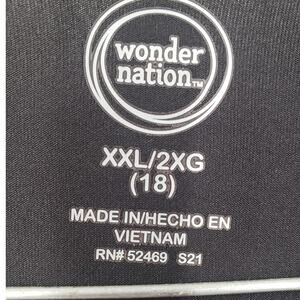 wonder
nation™
XXL/2XG
(18)
MADE IN/HECHO EN
VIETNAM
RN# 52469 S21